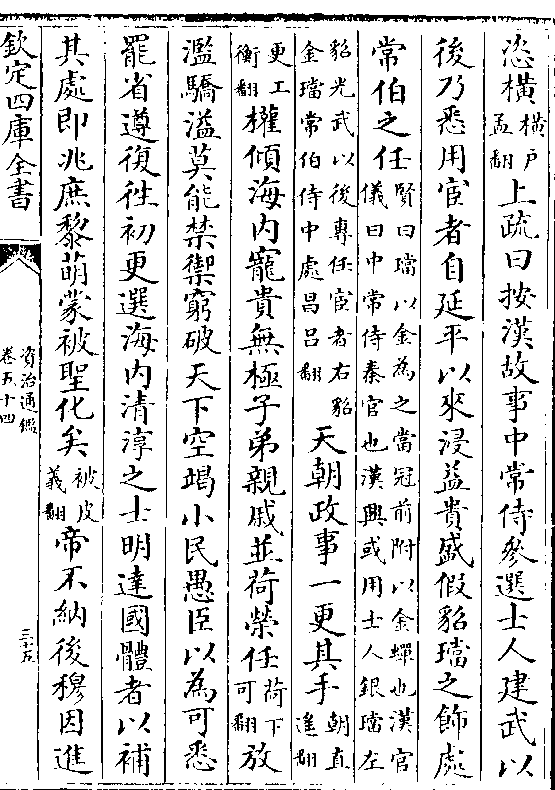 恣橫橫戶孟翻上疏曰按漢故事中常侍參選士人建武以
後乃悉用宦者自延平以來浸益貴盛假貂璫之飾處
常伯之任賢曰璫以金為之當冠前附以金蟬也漢官儀曰中常侍秦官也漢興或用士人銀璫左
貂光武以後專任宦者右貂金璫常伯侍中處昌呂翻天朝政事一更其手朝直遙翻
更工衡翻權傾海內寵貴無極子弟親戚並荷榮任荷下可翻放
濫驕溢莫能禁禦窮破天下空竭小民愚臣以為可悉
罷省遵復徃初更選海內清淳之士明達國體者以補
其處即兆庶黎萌蒙被聖化矣被皮義翻帝不納後穆因進
欽定四庫全書
資治通鑑
卷五十四
三十五